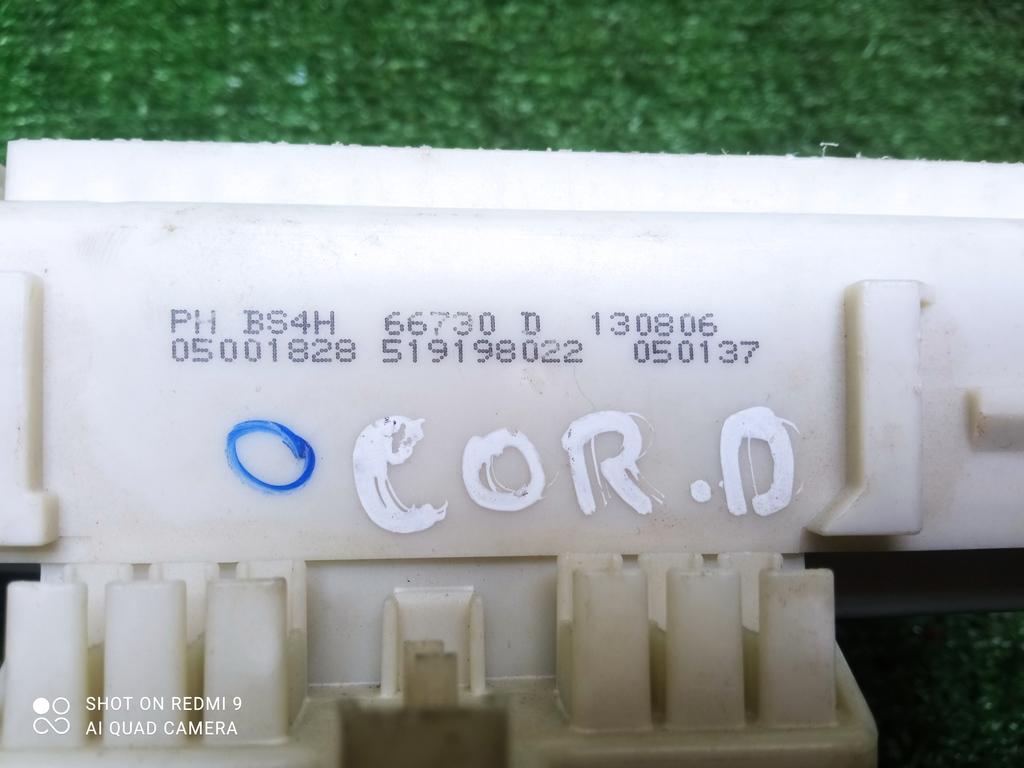 PH BS4H 66730 D 130806
05001828 519198022 050137
COR.D
SHOT ON REDMI 9
AI QUAD CAMERA